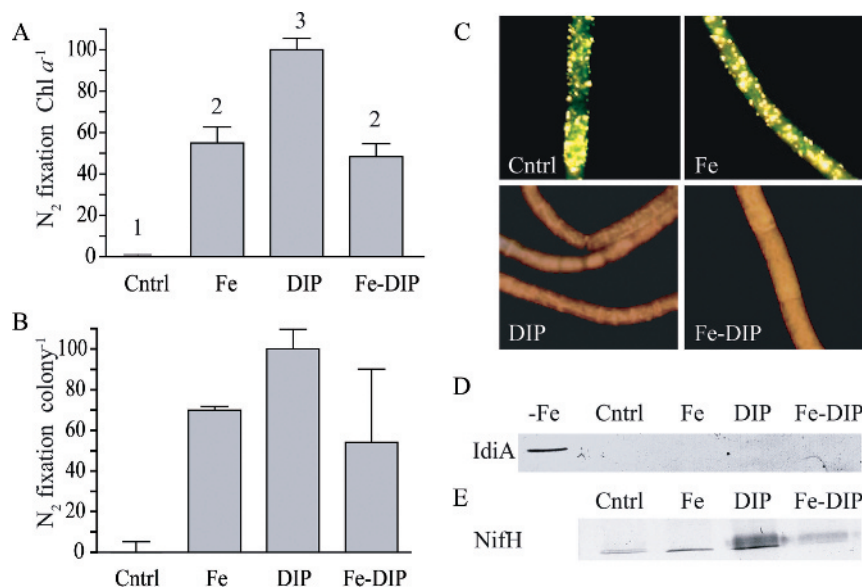 A
N₂ fixation Chl a⁻¹
100
80
60
40
20
0
1
2
3
2
Cntrl Fe DIP Fe-DIP
B
N₂ fixation colony⁻¹
100
80
60
40
20
0
Cntrl Fe DIP Fe-DIP
C
Cntrl
Fe
DIP
Fe-DIP
D
-Fe Cntrl Fe DIP Fe-DIP
IdiA
E
Cntrl Fe DIP Fe-DIP
NifH